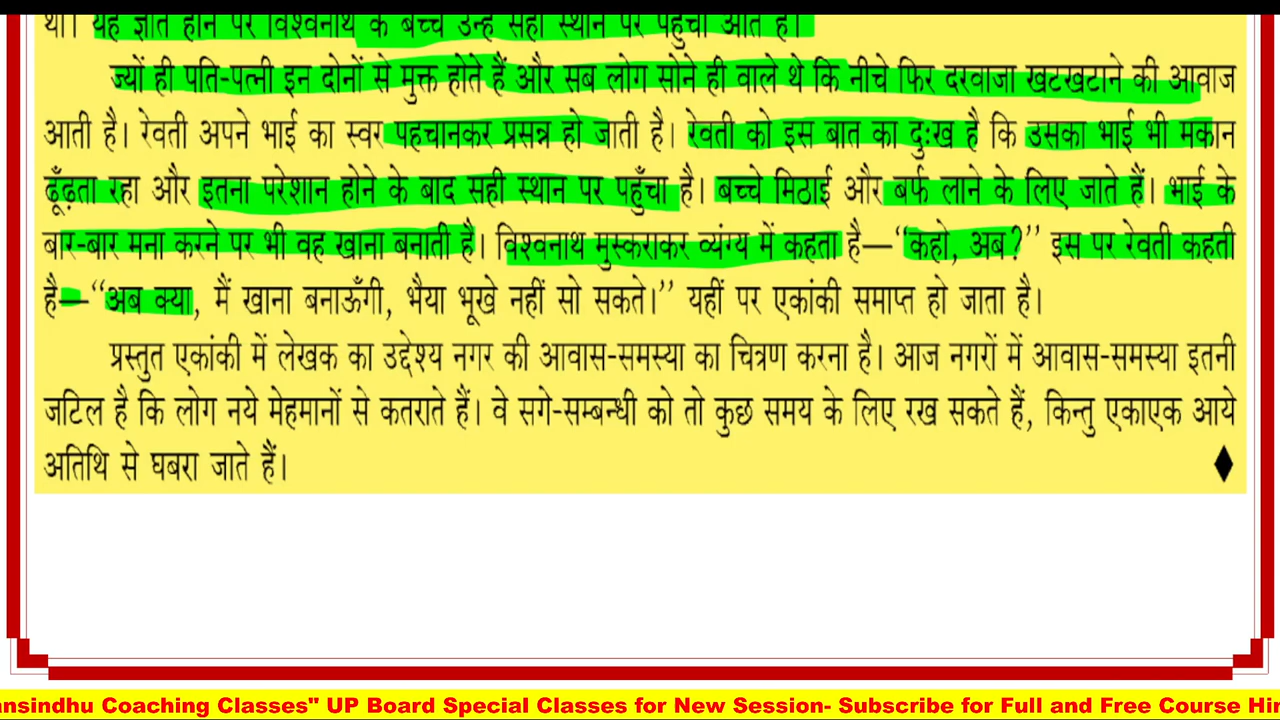 था। यह ज्ञात होने पर विश्वनाथ के बच्चे उन्हें सही स्थान पर पहुँचा आते हैं।
ज्यों ही पति-पत्नी इन दोनों से मुक्त होते हैं और सब लोग सोने ही वाले थे कि नीचे फिर दरवाजा खटखटाने की आवाज
आती है। रेवती अपने भाई का स्वर पहचानकर प्रसन्न हो जाती है। रेवती को इस बात का दुःख है कि उसका भाई भी मकान
ढूँढ़ता रहा और इतना परेशान होने के बाद सही स्थान पर पहुँचा है। बच्चे मिठाई और बर्फ लाने के लिए जाते हैं। भाई के
बार-बार मना करने पर भी वह खाना बनाती है। विश्वनाथ मुस्कराकर व्यंग्य में कहता है—“कहो, अब?” इस पर रेवती कहती
है—“अब क्या, मैं खाना बनाऊँगी, भैया भूखे नहीं सो सकते।” यहीं पर एकांकी समाप्त हो जाता है।
प्रस्तुत एकांकी में लेखक का उद्देश्य नगर की आवास-समस्या का चित्रण करना है। आज नगरों में आवास-समस्या इतनी
जटिल है कि लोग नये मेहमानों से कतराते हैं। वे सगे-सम्बन्धी को तो कुछ समय के लिए रख सकते हैं, किन्तु एकाएक आये
अतिथि से घबरा जाते हैं।
ansindhu Coaching Classes" UP Board Special Classes for New Session- Subscribe for Full and Free Course Hi